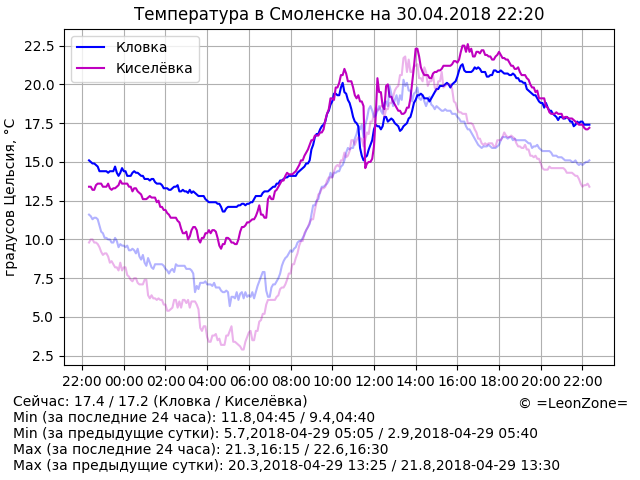 Температура в Смоленске на 30.04.2018 22:20
Кловка
Киселёвка
градусов Цельсия, °C
22.5
20.0
17.5
15.0
12.5
10.0
7.5
5.0
2.5
22:00 00:00 02:00 04:00 06:00 08:00 10:00 12:00 14:00 16:00 18:00 20:00 22:00
Сейчас: 17.4 / 17.2 (Кловка / Киселёвка)
© =LeonZone=
Min (за последние 24 часа): 11.8,04:45 / 9.4,04:40
Min (за предыдущие сутки): 5.7,2018-04-29 05:05 / 2.9,2018-04-29 05:40
Max (за последние 24 часа): 21.3,16:15 / 22.6,16:30
Max (за предыдущие сутки): 20.3,2018-04-29 13:25 / 21.8,2018-04-29 13:30